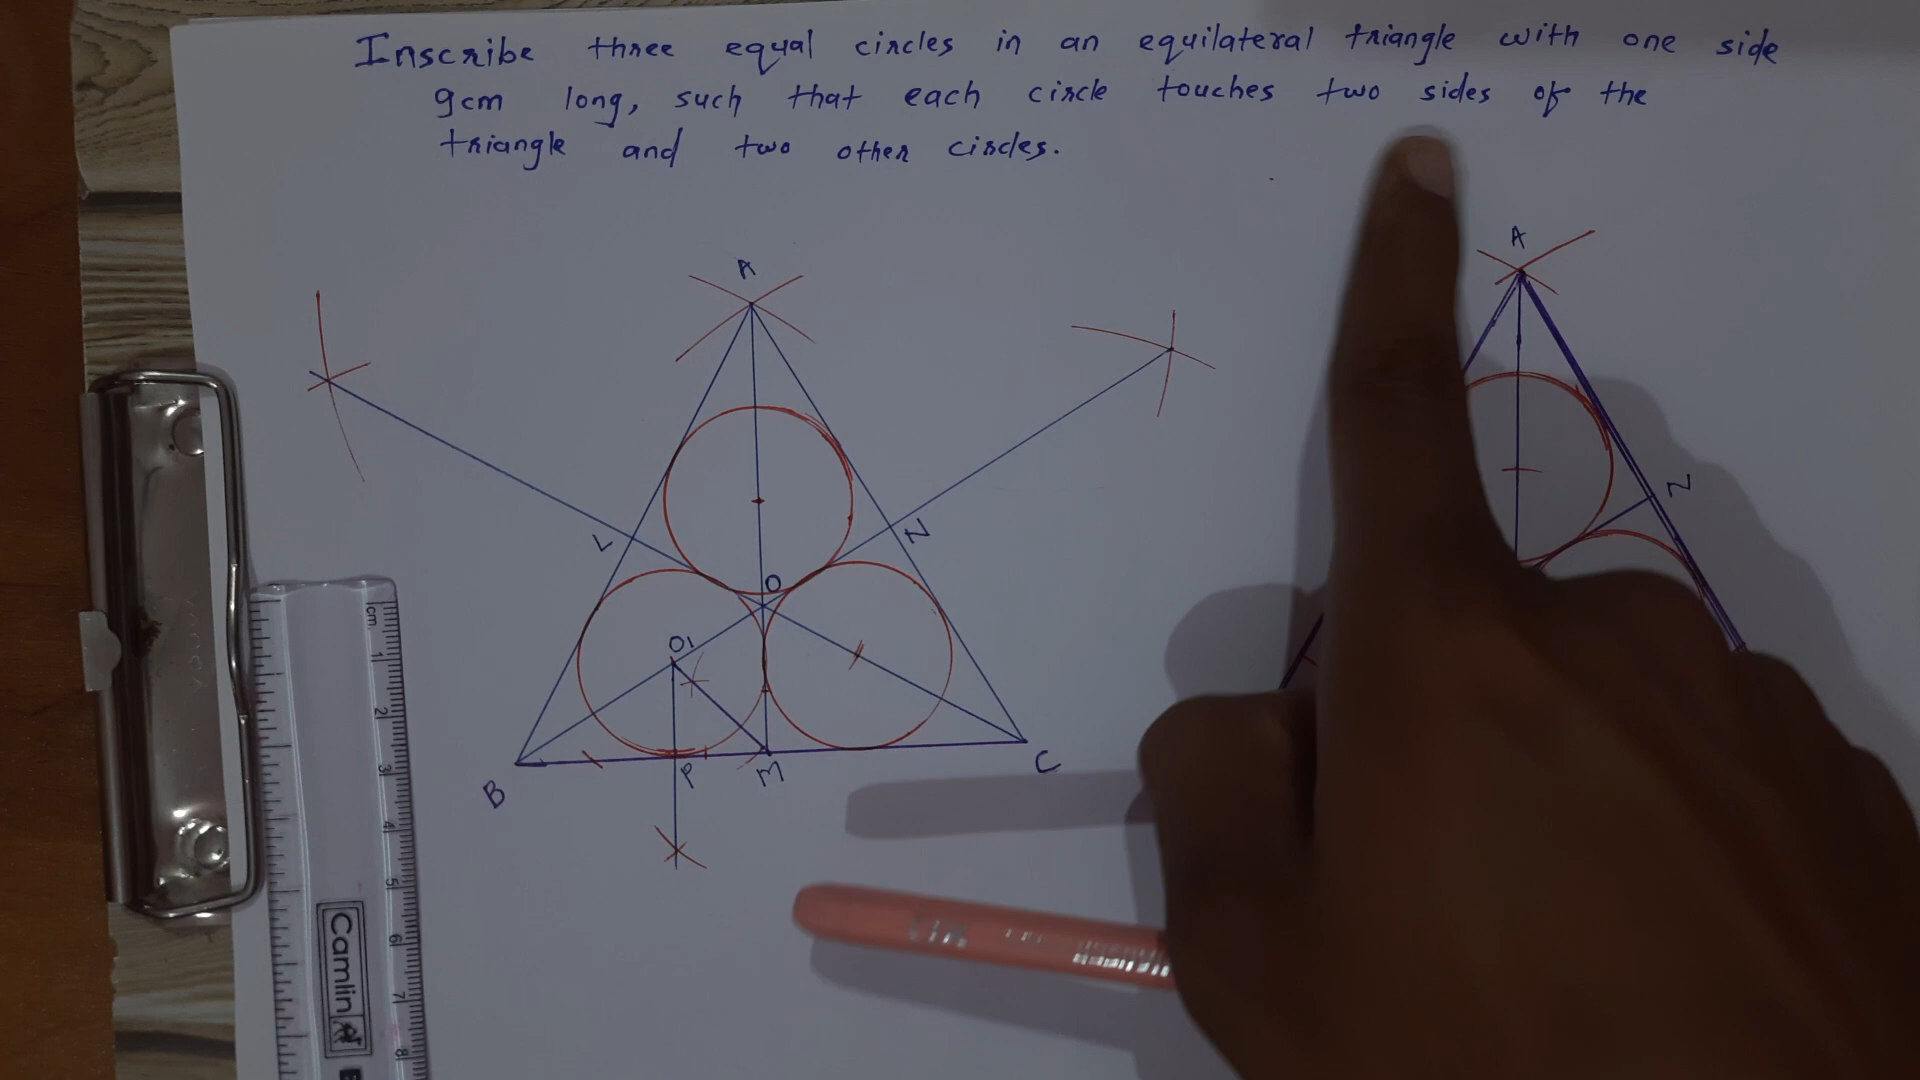 Inscribe three equal circles in an equilateral triangle with one side
9cm long, such that each circle touches two sides of the
triangle and two other circles.
A
A
L
N
N
O
O1
B
P
M
C
cm
1
2
3
4
5
6
7
8
Camlin